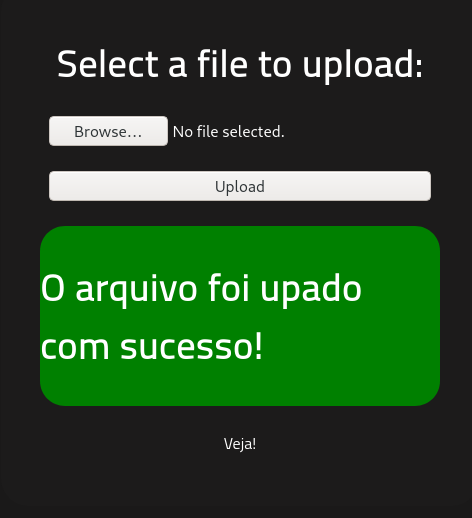 Select a file to upload:
Browse... No file selected.
Upload
O arquivo foi upado
com sucesso!
Veja!